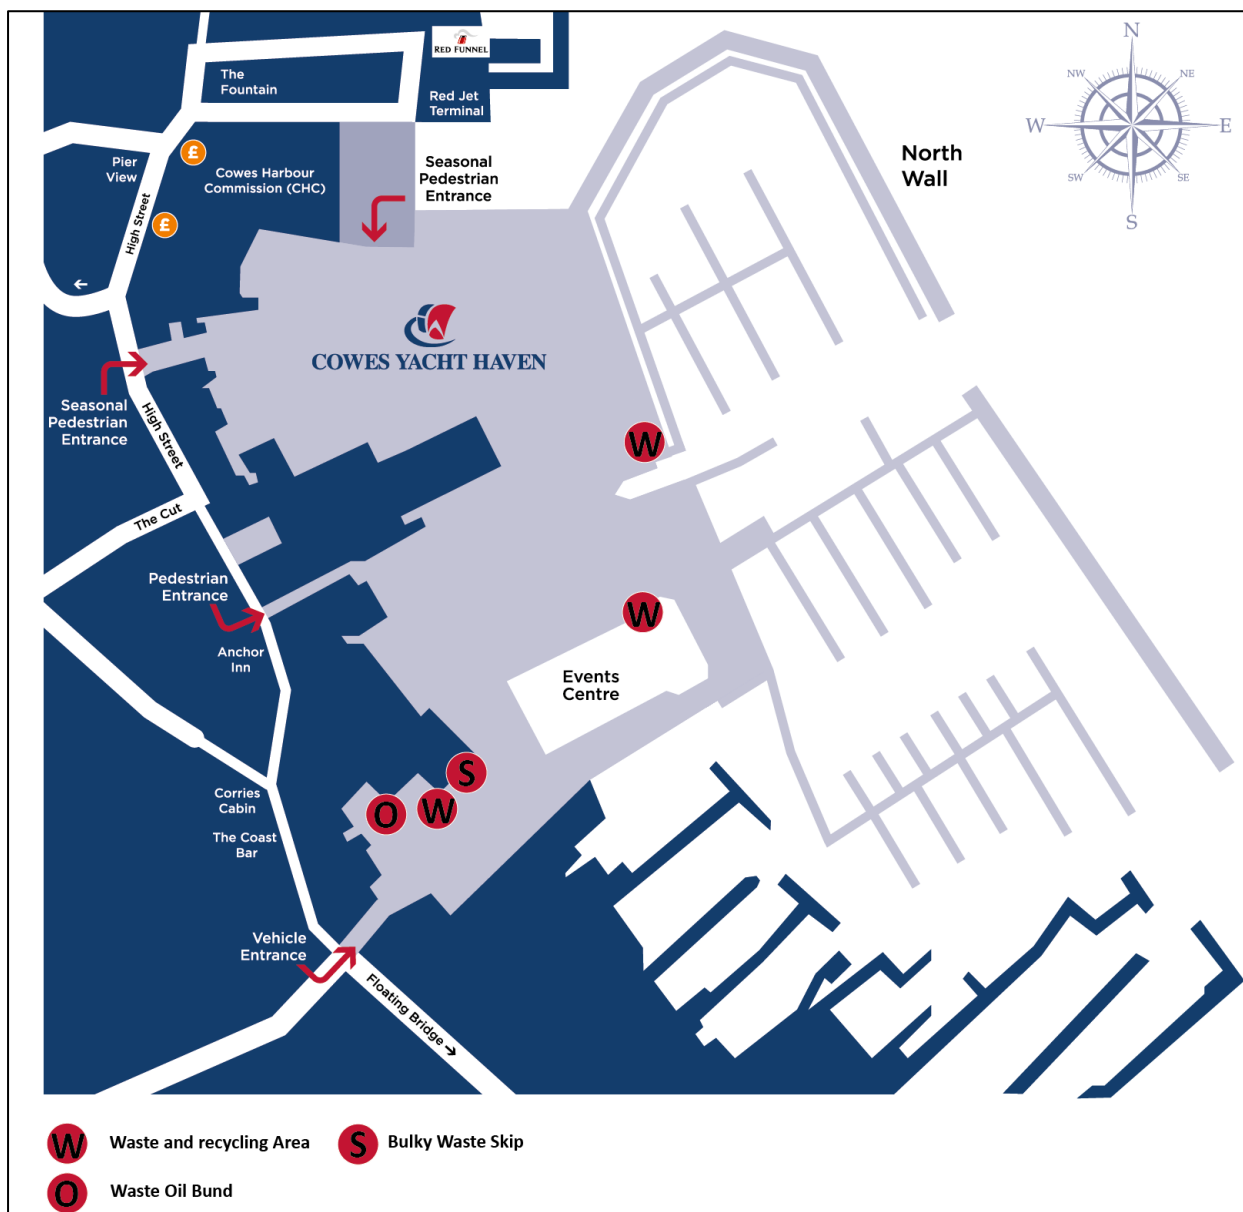 RED FUNNEL
N
NW
NE
W
E
SW
SE
S
The
Fountain
Red Jet
Terminal
Pier
View
£
Cowes Harbour
Commission (CHC)
Seasonal
Pedestrian
Entrance
North
Wall
£
High Street
COWES YACHT HAVEN
Seasonal
Pedestrian
Entrance
High Street
W
The Cut
Pedestrian
Entrance
W
Anchor
Inn
Events
Centre
S
O
W
Corries
Cabin
The Coast
Bar
Vehicle
Entrance
Floating Bridge →
W Waste and recycling Area
S Bulky Waste Skip
O Waste Oil Bund